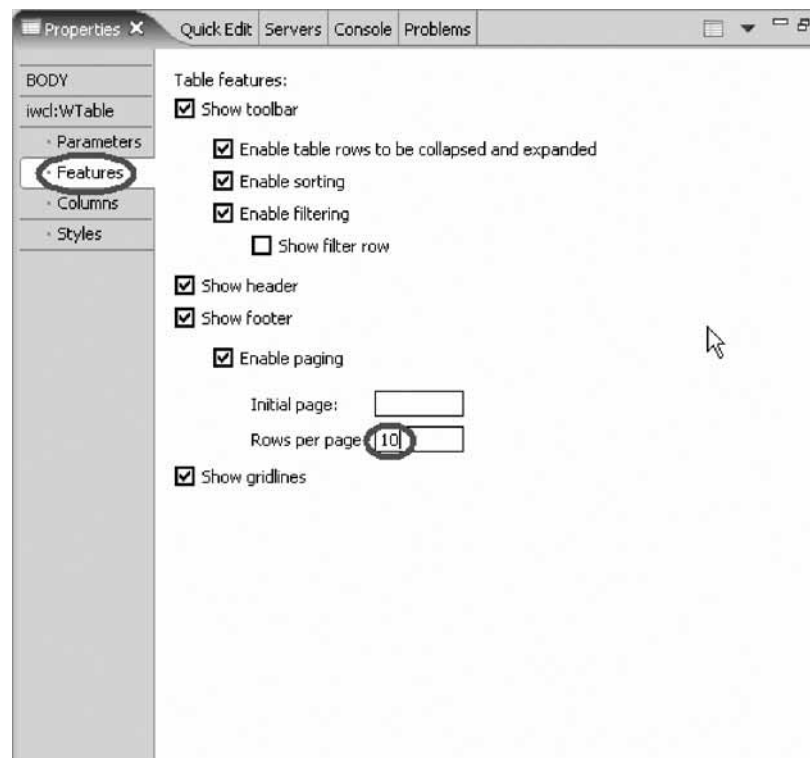 Properties Quick Edit Servers Console Problems
BODY
iwcl:WTable
Parameters
Features
Columns
Styles
Table features:
Show toolbar
Enable table rows to be collapsed and expanded
Enable sorting
Enable filtering
Show filter row
Show header
Show footer
Enable paging
Initial page:
Rows per page 10
Show gridlines